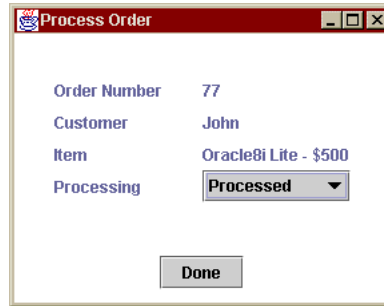 Process Order
Order Number 77
Customer John
Item Oracle8i Lite - $500
Processing Processed
Done